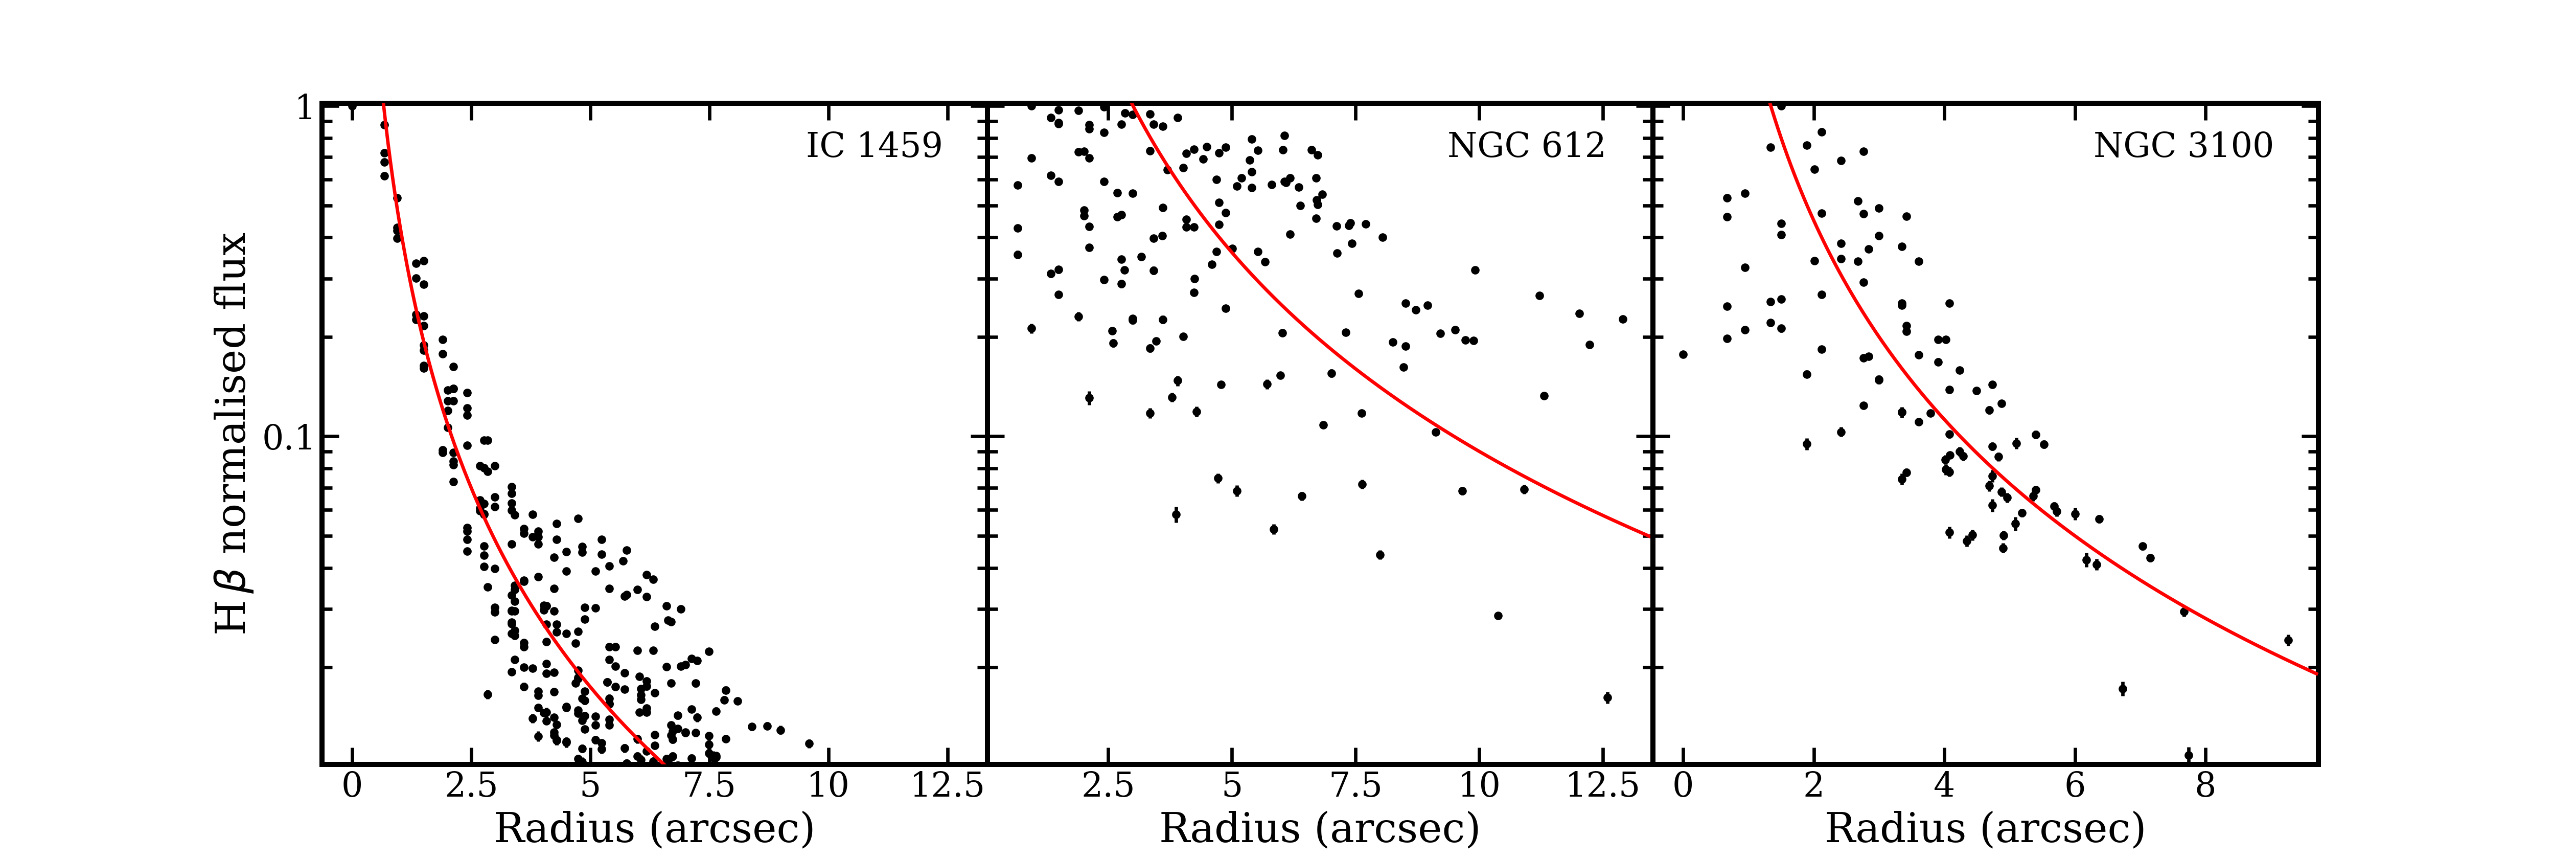 IC 1459
NGC 612
NGC 3100
Hβ normalised flux
1
0.1
0 2.5 5 7.5 10 12.5
2.5 5 7.5 10 12.5
0 2 4 6 8
Radius (arcsec)
Radius (arcsec)
Radius (arcsec)